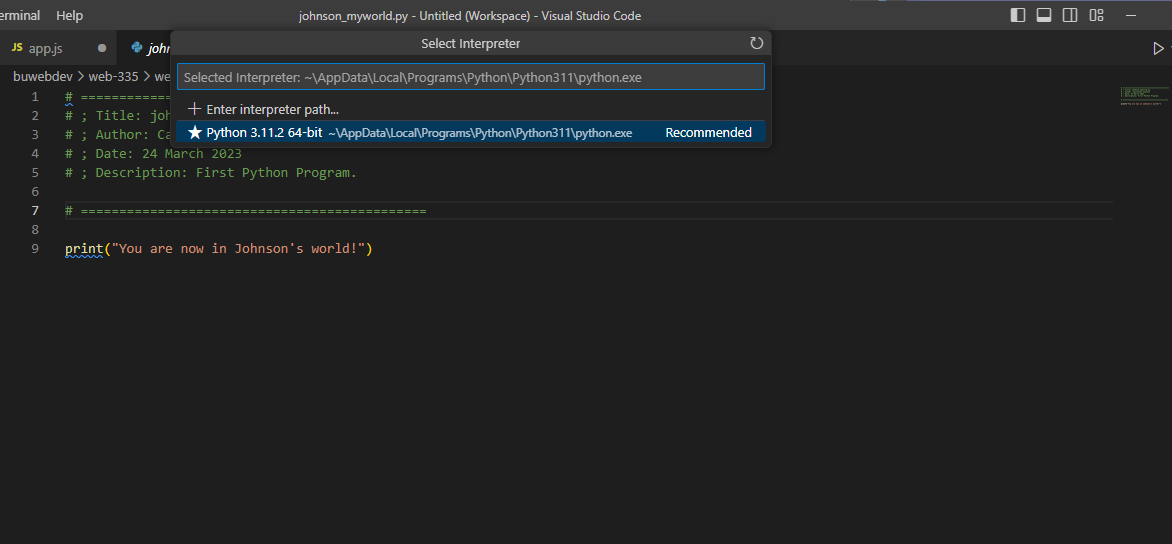 erminal Help johnson_myworld.py - Untitled (Workspace) - Visual Studio Code
JS app.js
Select Interpreter
buwebdev > web-335 >
Selected Interpreter: ~\AppData\Local\Programs\Python\Python311\python.exe
Enter interpreter path...
Python 3.11.2 64-bit ~\AppData\Local\Programs\Python\Python311\python.exe Recommended
1 # ============
2 # ; Title: joh
3 # ; Author: Ca
4 # ; Date: 24 March 2023
5 # ; Description: First Python Program.
6
7 # =============================================
8
9 print("You are now in Johnson's world!")